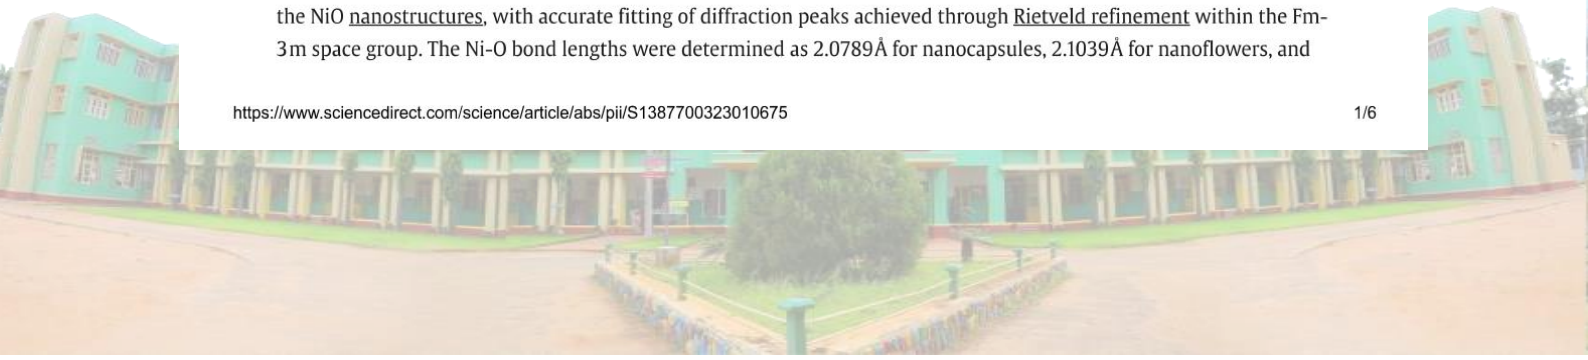 the NiO nanostructures, with accurate fitting of diffraction peaks achieved through Rietveld refinement within the Fm-
3m space group. The Ni-O bond lengths were determined as 2.0789Å for nanocapsules, 2.1039Å for nanoflowers, and
https://www.sciencedirect.com/science/article/abs/pii/S1387700323010675 1/6